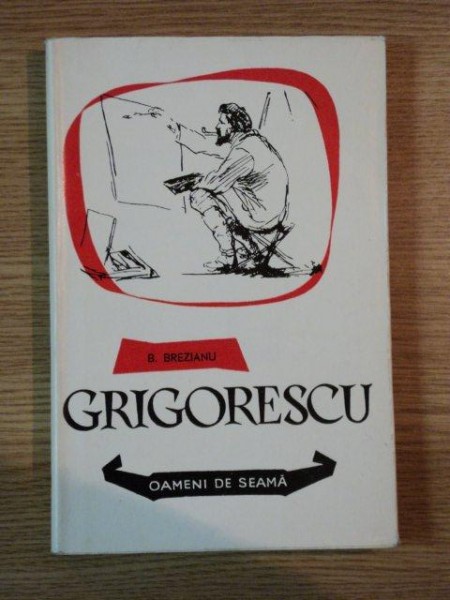 B. BREZIANU
GRIGORESCU
OAMENI DE SEAMĂ